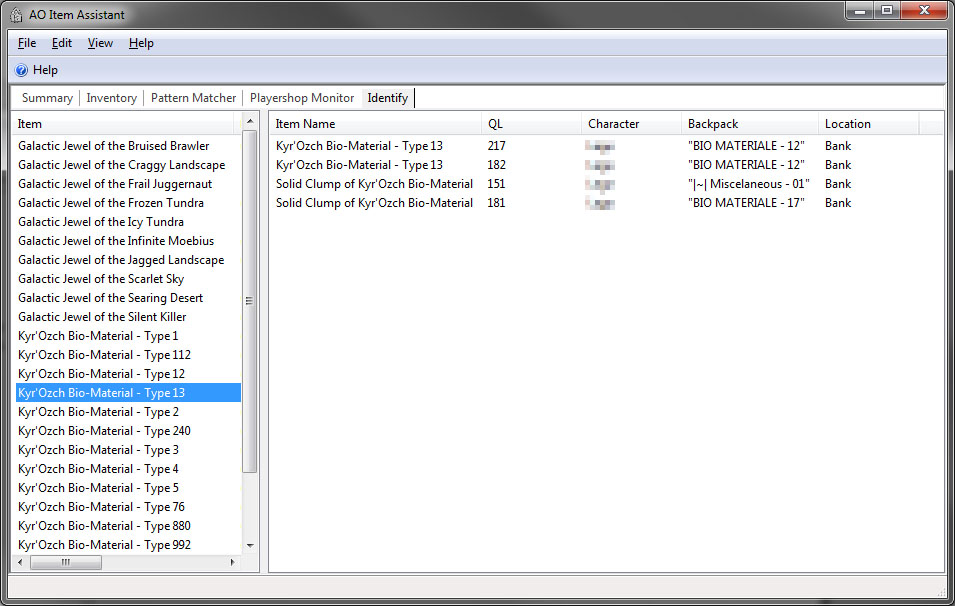 AO Item Assistant
File Edit View Help
Help
Summary Inventory Pattern Matcher Playershop Monitor Identify
Item
Galactic Jewel of the Bruised Brawler
Galactic Jewel of the Craggy Landscape
Galactic Jewel of the Frail Juggernaut
Galactic Jewel of the Frozen Tundra
Galactic Jewel of the Icy Tundra
Galactic Jewel of the Infinite Moebius
Galactic Jewel of the Jagged Landscape
Galactic Jewel of the Scarlet Sky
Galactic Jewel of the Searing Desert
Galactic Jewel of the Silent Killer
Kyr'Ozch Bio-Material - Type 1
Kyr'Ozch Bio-Material - Type 112
Kyr'Ozch Bio-Material - Type 12
Kyr'Ozch Bio-Material - Type 13
Kyr'Ozch Bio-Material - Type 2
Kyr'Ozch Bio-Material - Type 240
Kyr'Ozch Bio-Material - Type 3
Kyr'Ozch Bio-Material - Type 4
Kyr'Ozch Bio-Material - Type 5
Kyr'Ozch Bio-Material - Type 76
Kyr'Ozch Bio-Material - Type 880
Kyr'Ozch Bio-Material - Type 992
Item Name QL Character Backpack Location
Kyr'Ozch Bio-Material - Type 13 217 "BIO MATERIALE - 12" Bank
Kyr'Ozch Bio-Material - Type 13 182 "BIO MATERIALE - 12" Bank
Solid Clump of Kyr'Ozch Bio-Material 151 "|~| Miscelaneous - 01" Bank
Solid Clump of Kyr'Ozch Bio-Material 181 "BIO MATERIALE - 17" Bank